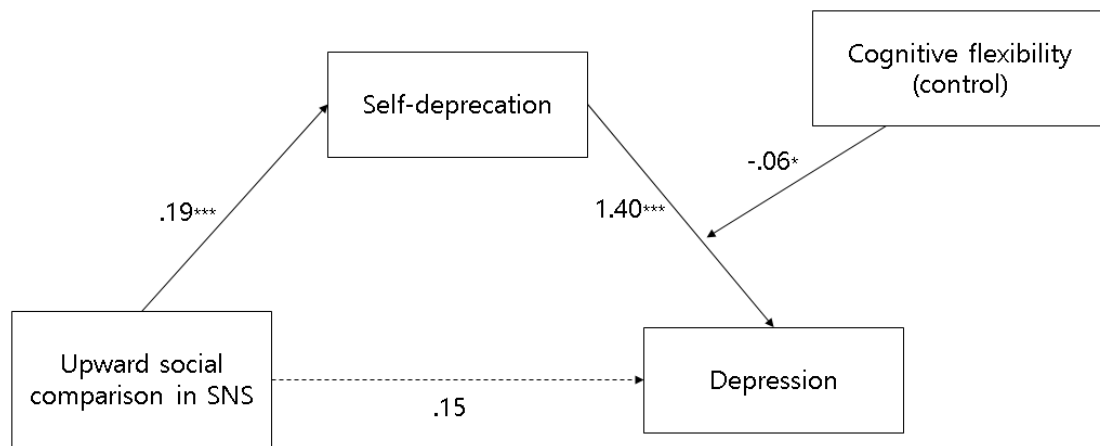 Cognitive flexibility
(control)
Self-deprecation
-.06*
.19***
1.40***
Upward social
comparison in SNS
Depression
.15